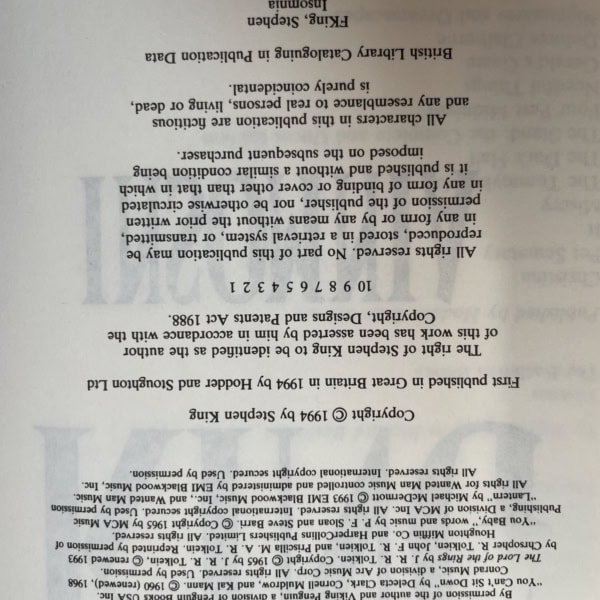 By permission of the author and Viking Penguin, a division of Penguin Books USA Inc.
"You Can't Sit Down" by Delecta Clark, Cornell Muldrow, and Kal Mann. © 1960 (renewed), 1968
Conrad Music, a division of Arc Music Corp. All rights reserved. Used by permission.
The Lord of the Rings by J. R. R. Tolkien. Copyright © 1965 by J. R. R. Tolkein, © renewed 1993
by Chrsopher R. Tolkien, John F. R. Tolkien, and Priscilla M. A. R. Tolkein. Reprinted by permission of
Houghton Mifflin Co. and HarperCollins Publishers Limited. All rights reserved.
"You Baby," words and music by P. F. Sloan and Steve Barri. © Copyright 1965 by MCA Music
Publishing, a Division of MCA Inc. All rights reserved. International copyright secured. Used by permission
"Lantern" by Michael McDermott © 1993 EMI Blackwood Music, Inc., and Wanted Man Music.
All rights for Wanted Man Music controlled and administered by EMI Blackwood Music, Inc.
All rights reserved. International copyright secured. Used by permission.
Copyright © 1994 by Stephen King
First published in Great Britain in 1994 by Hodder and Stoughton Ltd
The right of Stephen King to be identified as the author
of this work has been asserted by him in accordance with the
Copyright, Designs and Patents Act 1988.
10 9 8 7 6 5 4 3 2 1
All rights reserved. No part of this publication may be
reproduced, stored in a retrieval system, or transmitted,
in any form or by any means without the prior written
permission of the publisher, nor be otherwise circulated
in any form of binding or cover other than that in which
it is published and without a similar condition being
imposed on the subsequent purchaser.
All characters in this publication are fictitious
and any resemblance to real persons, living or dead,
is purely coincidental.
British Library Cataloguing in Publication Data
FKing, Stephen
Insomnia